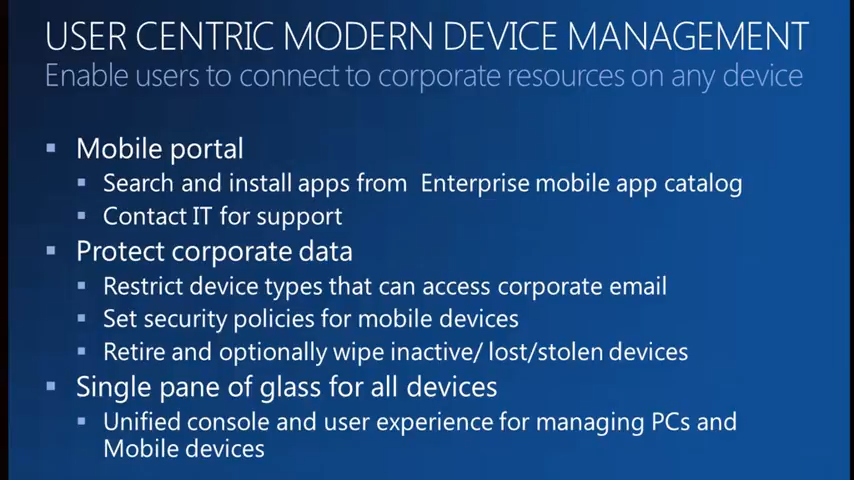 USER CENTRIC MODERN DEVICE MANAGEMENT
Enable users to connect to corporate resources on any device
▪ Mobile portal
▪ Search and install apps from  Enterprise mobile app catalog
▪ Contact IT for support
▪ Protect corporate data
▪ Restrict device types that can access corporate email
▪ Set security policies for mobile devices
▪ Retire and optionally wipe inactive/ lost/stolen devices
▪ Single pane of glass for all devices
▪ Unified console and user experience for managing PCs and
Mobile devices